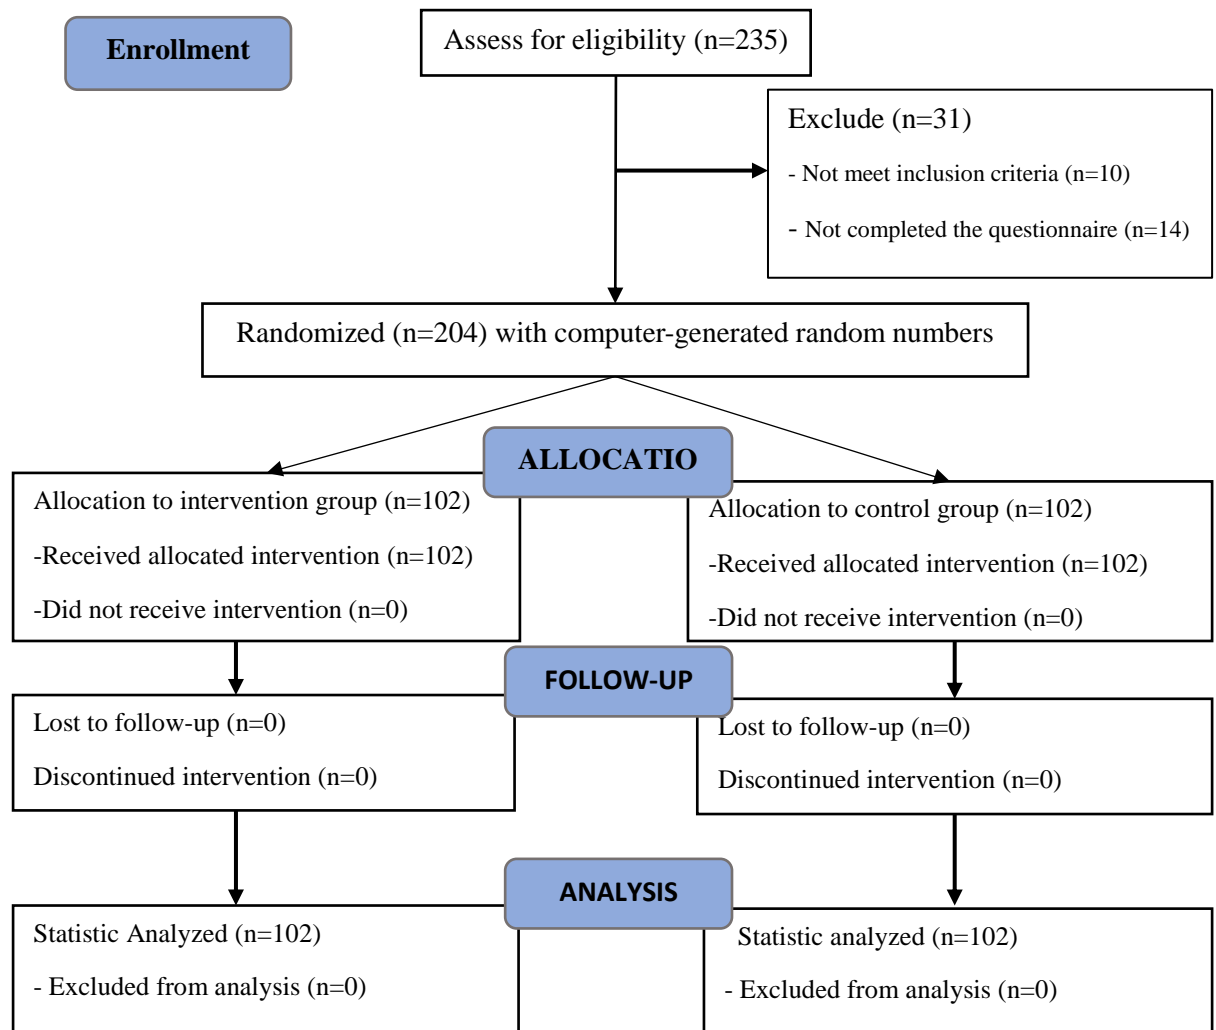 Enrollment
Assess for eligibility (n=235)
Exclude (n=31)
- Not meet inclusion criteria (n=10)
- Not completed the questionnaire (n=14)
Randomized (n=204) with computer-generated random numbers
ALLOCATIO
Allocation to intervention group (n=102)
-Received allocated intervention (n=102)
-Did not receive intervention (n=0)
Allocation to control group (n=102)
-Received allocated intervention (n=102)
-Did not receive intervention (n=0)
FOLLOW-UP
Lost to follow-up (n=0)
Discontinued intervention (n=0)
Lost to follow-up (n=0)
Discontinued intervention (n=0)
ANALYSIS
Statistic Analyzed (n=102)
- Excluded from analysis (n=0)
Statistic analyzed (n=102)
- Excluded from analysis (n=0)